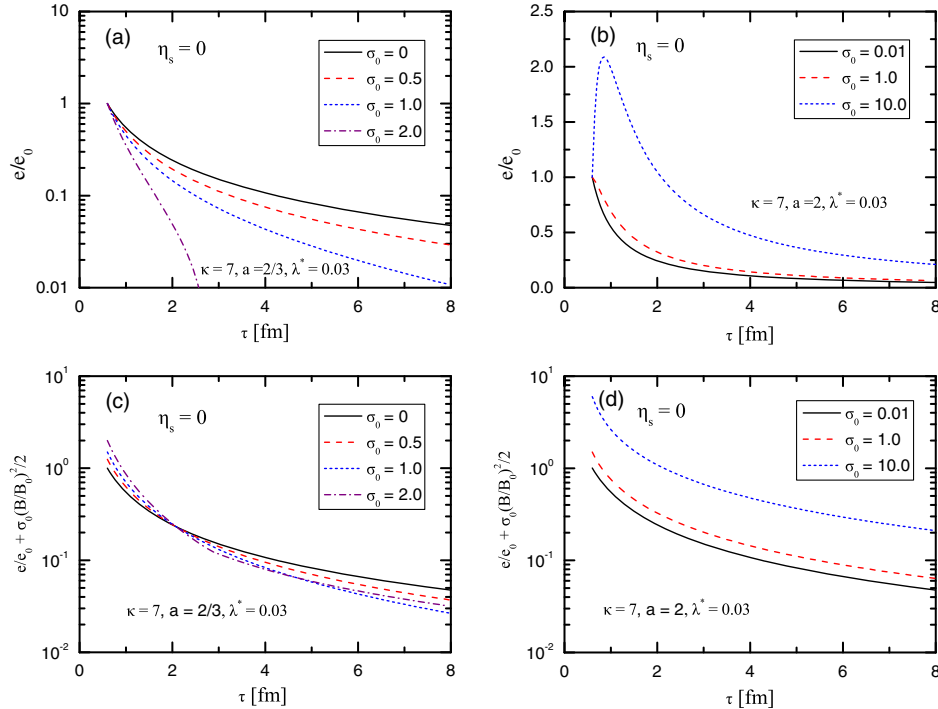 (a)
η_s = 0
σ_0 = 0
σ_0 = 0.5
σ_0 = 1.0
σ_0 = 2.0
κ = 7, a =2/3, λ^* = 0.03
e/e_0
10
1
0.1
0.01
0 2 4 6 8
τ [fm]
(b)
η_s = 0
σ_0 = 0.01
σ_0 = 1.0
σ_0 = 10.0
κ = 7, a =2, λ^* = 0.03
e/e_0
2.5
2.0
1.5
1.0
0.5
0.0
0 2 4 6 8
τ [fm]
(c)
η_s = 0
σ_0 = 0
σ_0 = 0.5
σ_0 = 1.0
σ_0 = 2.0
κ = 7, a = 2/3, λ^* = 0.03
e/e_0 + σ_0(B/B_0)^2/2
10^1
10^0
10^-1
10^-2
0 2 4 6 8
τ [fm]
(d)
η_s = 0
σ_0 = 0.01
σ_0 = 1.0
σ_0 = 10.0
κ = 7, a = 2, λ^* = 0.03
e/e_0 + σ_0(B/B_0)^2/2
10^1
10^0
10^-1
10^-2
0 2 4 6 8
τ [fm]